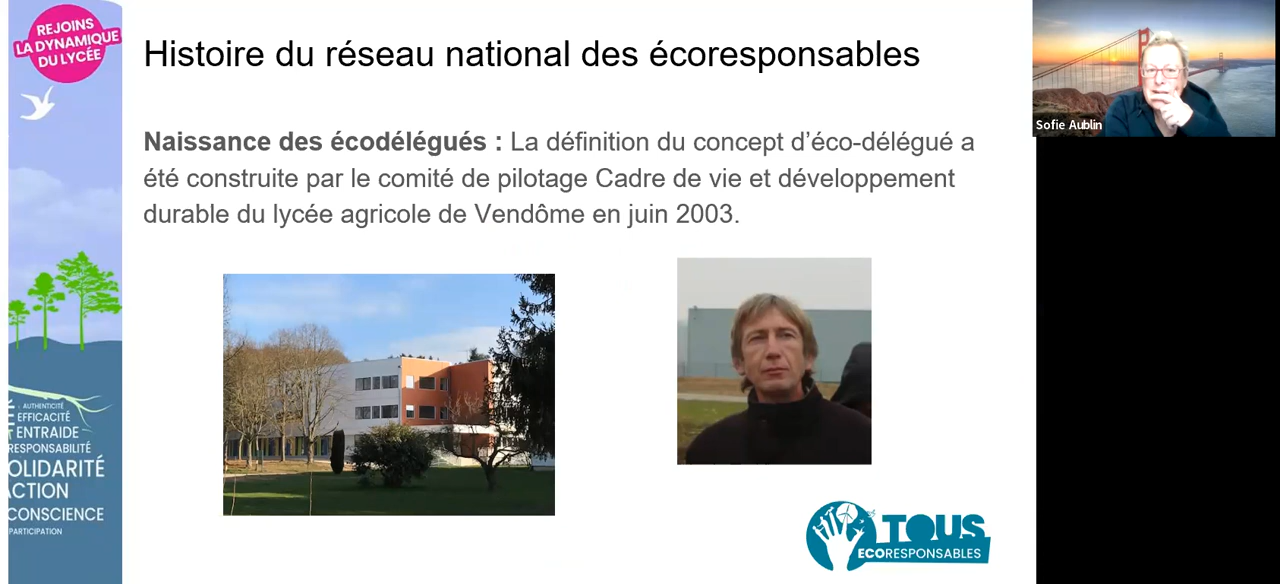 REJOINS
LA DYNAMIQUE
DU LYCÉE
Histoire du réseau national des écoresponsables
Naissance des écodélégués : La définition du concept d’éco-délégué a
été construite par le comité de pilotage Cadre de vie et développement
durable du lycée agricole de Vendôme en juin 2003.
Sofie Aublin
AUTHENTICITÉ
EFFICACITÉ
ENTRAIDE
RESPONSABILITÉ
OLIDARITÉ
ACTION
CONSCIENCE
PARTICIPATION
TOUS
ECORESPONSABLES